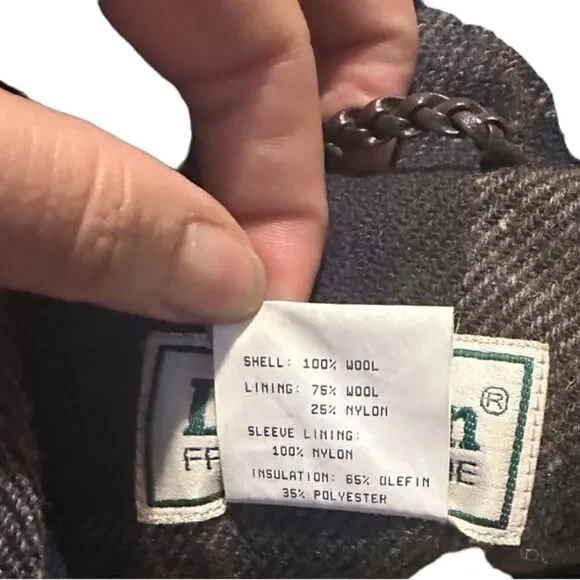 SHELL: 100% WOOL
LINING: 75% WOOL
25% NYLON
SLEEVE LINING:
100% NYLON
INSULATION: 65% OLEFIN
35% POLYESTER
®